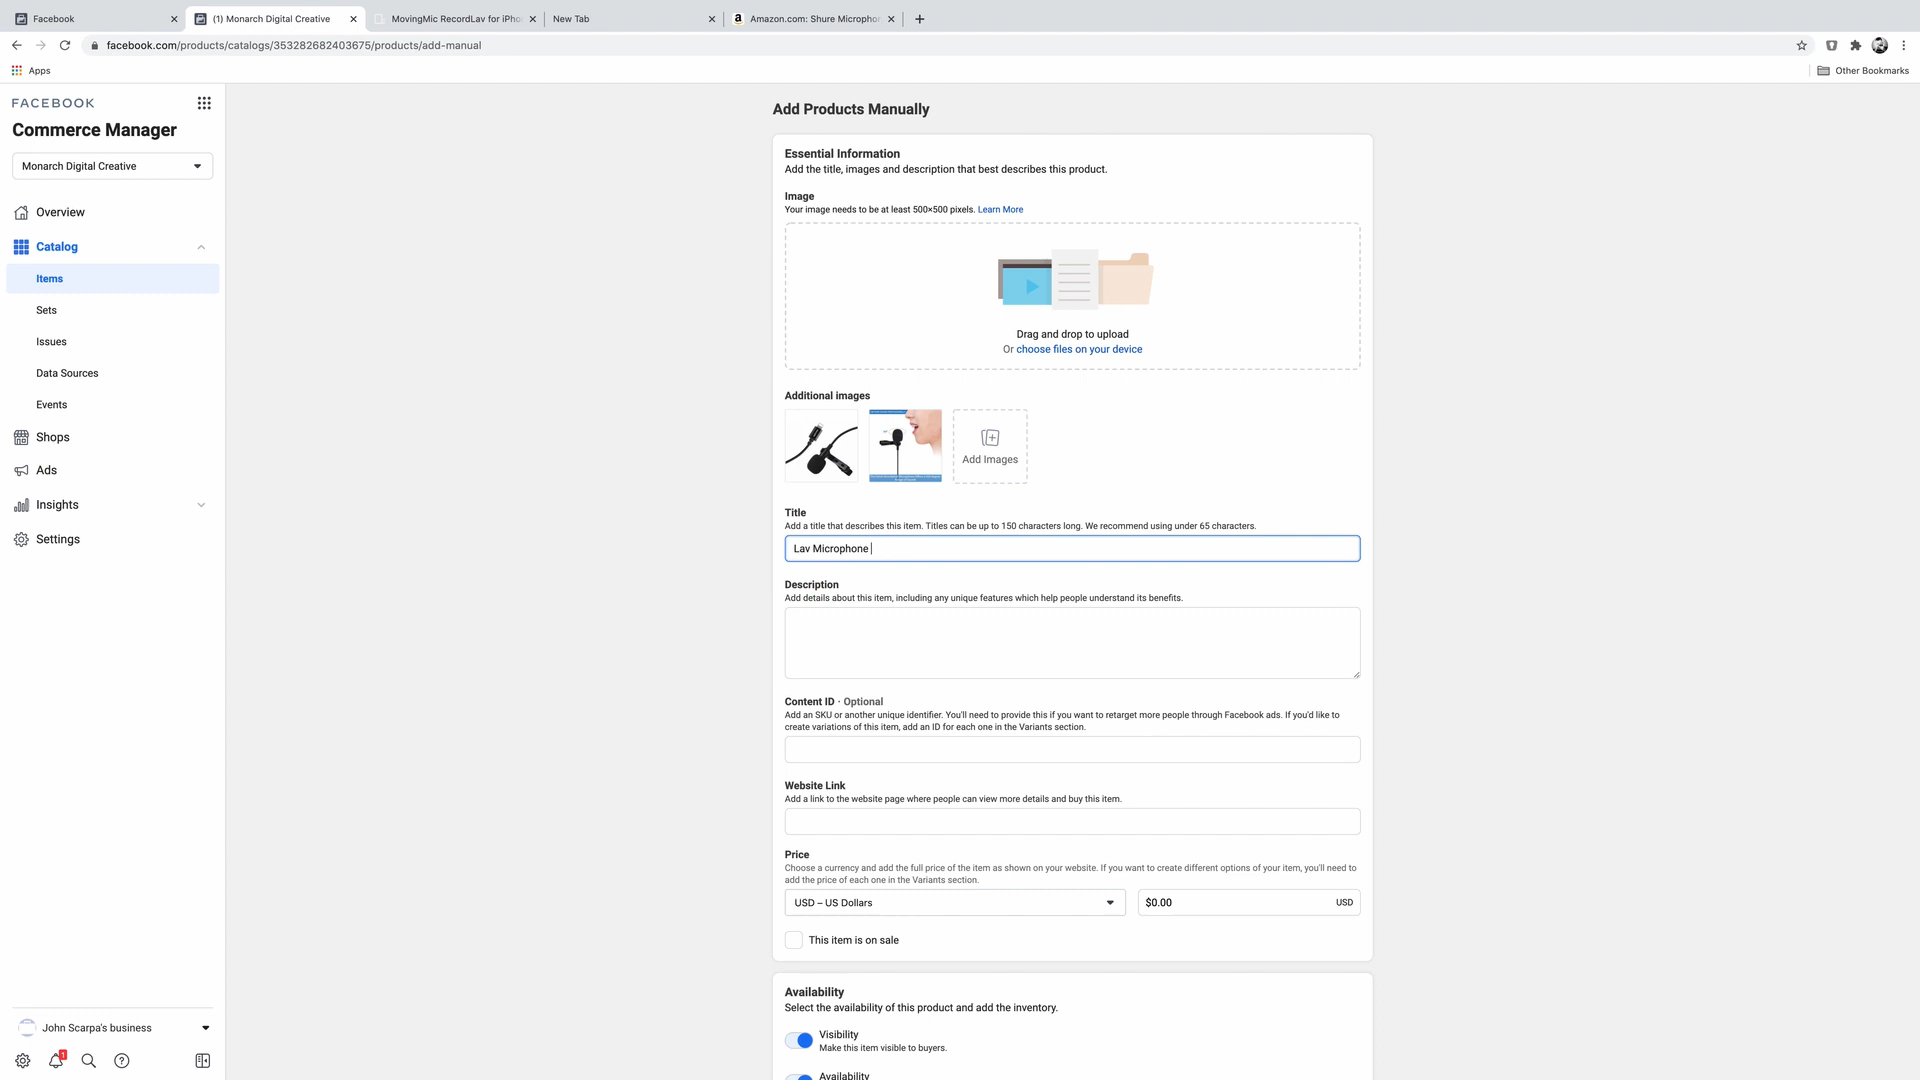 Facebook
(1) Monarch Digital Creative
MovingMic RecordLav for iPho
New Tab
Amazon.com: Shure Microphon
facebook.com/products/catalogs/353282682403675/products/add-manual
Apps
Other Bookmarks
FACEBOOK
Commerce Manager
Monarch Digital Creative
Overview
Catalog
Items
Sets
Issues
Data Sources
Events
Shops
Ads
Insights
Settings
John Scarpa's business
1
Add Products Manually
Essential Information
Add the title, images and description that best describes this product.
Image
Your image needs to be at least 500×500 pixels. Learn More
Drag and drop to upload
Or choose files on your device
Additional images
Add Images
Title
Add a title that describes this item. Titles can be up to 150 characters long. We recommend using under 65 characters.
Lav Microphone
Description
Add details about this item, including any unique features which help people understand its benefits.
Content ID · Optional
Add an SKU or another unique identifier. You'll need to provide this if you want to retarget more people through Facebook ads. If you'd like to
create variations of this item, add an ID for each one in the Variants section.
Website Link
Add a link to the website page where people can view more details and buy this item.
Price
Choose a currency and add the full price of the item as shown on your website. If you want to create different options of your item, you'll need to
add the price of each one in the Variants section.
USD – US Dollars
$0.00 USD
This item is on sale
Availability
Select the availability of this product and add the inventory.
Visibility
Make this item visible to buyers.
Availability